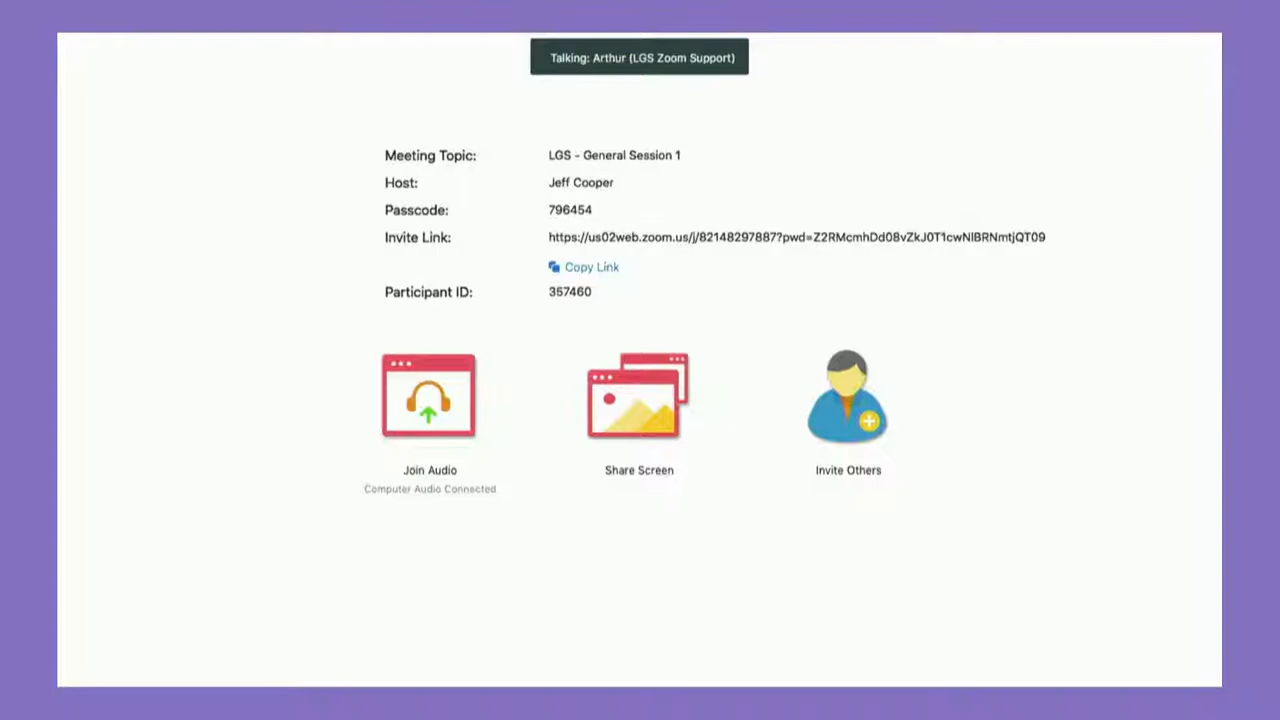 Talking: Arthur (LGS Zoom Support)
Meeting Topic: LGS - General Session 1
Host: Jeff Cooper
Passcode: 796454
Invite Link: https://us02web.zoom.us/j/82148297887?pwd=Z2RMcmhDd08vZkJ0T1cwNlBRNmtjQT09
Copy Link
Participant ID: 357460
Join Audio Share Screen Invite Others
Computer Audio Connected